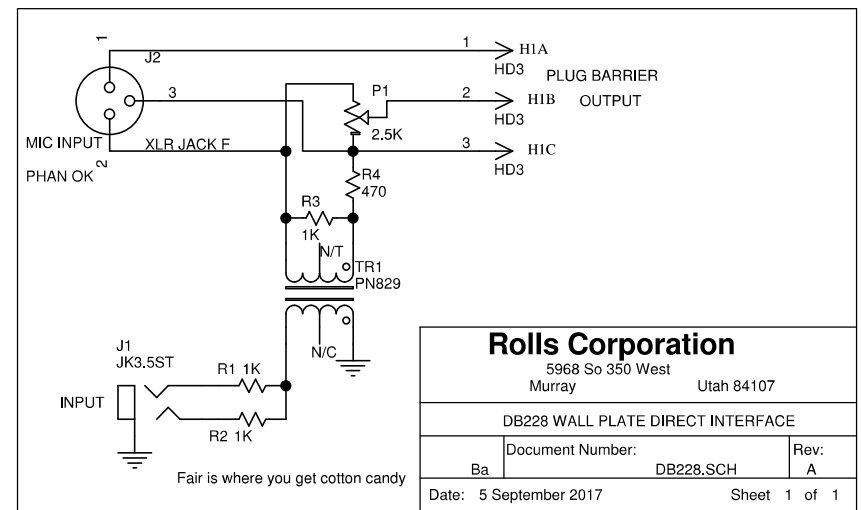 1
J2
1
H1A
HD3
PLUG BARRIER
P1
3
2
H1B
OUTPUT
HD3
2.5K
MIC INPUT
XLR JACK F
3
H1C
2
HD3
PHAN OK
R4
470
R3
1K
N/T
TR1
PN829
J1
JK3.5ST
N/C
R1 1K
INPUT
R2 1K
Fair is where you get cotton candy
Rolls Corporation
5968 So 350 West
Murray Utah 84107
DB228 WALL PLATE DIRECT INTERFACE
Document Number:
Rev:
Ba
DB228.SCH
A
Date: 5 September 2017
Sheet 1 of 1